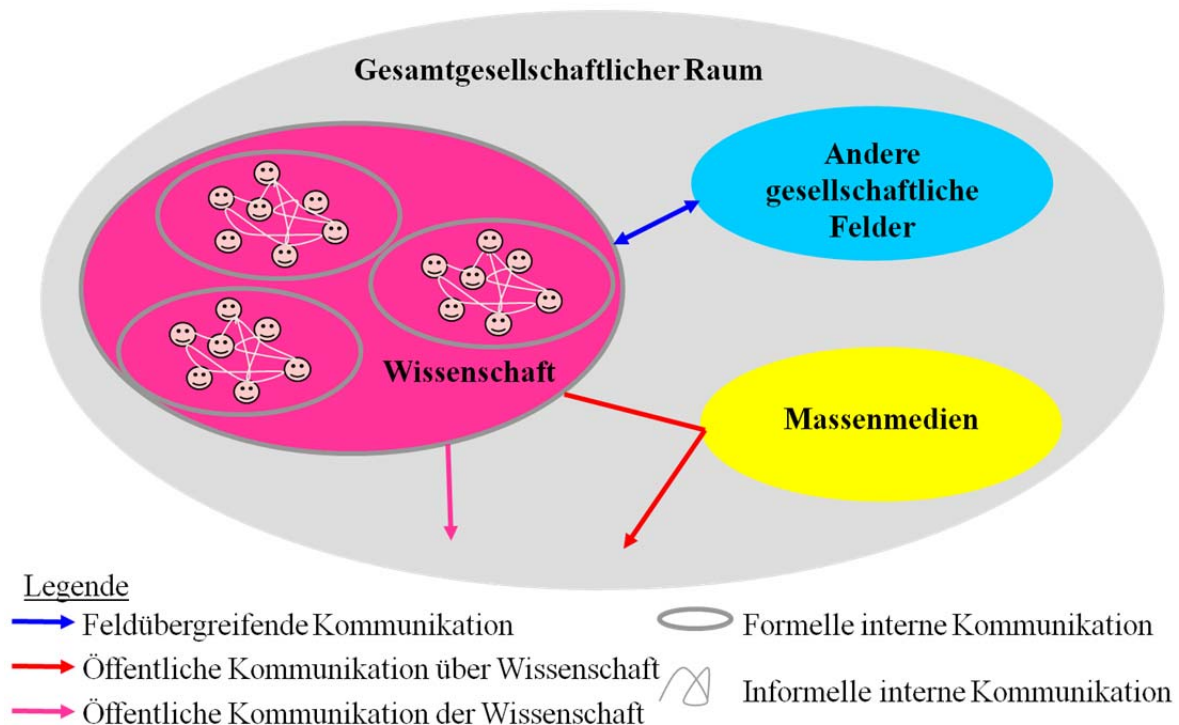 Gesamtgesellschaftlicher Raum
Andere
gesellschaftliche
Felder
Wissenschaft
Massenmedien
Legende
Feldübergreifende Kommunikation
Öffentliche Kommunikation über Wissenschaft
Öffentliche Kommunikation der Wissenschaft
Formelle interne Kommunikation
Informelle interne Kommunikation